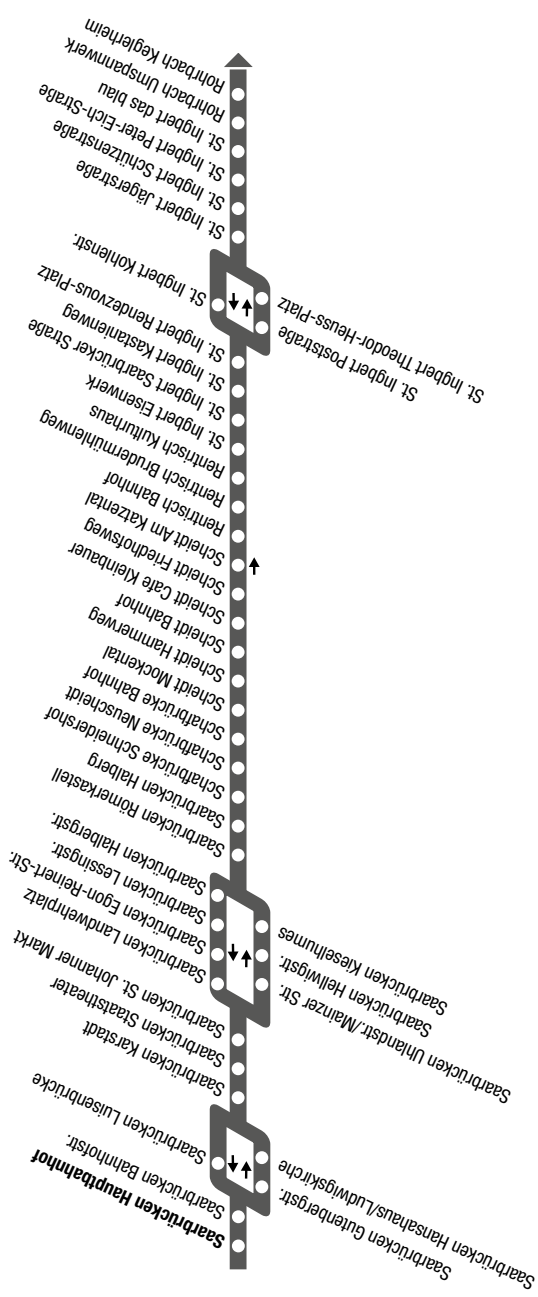 Saarbrücken Hauptbahnhof
Saarbrücken Bahnhofstr.
Saarbrücken Gutenbergstr.
Saarbrücken Hansahaus/Ludwigskirche
Saarbrücken Luisenbrücke
Saarbrücken Karstadt
Saarbrücken Staatstheater
Saarbrücken St. Johanner Markt
Saarbrücken Uhlandstr./Mainzer Str.
Saarbrücken Hellwigstr.
Saarbrücken Kieselhumes
Saarbrücken Landwehrplatz
Saarbrücken Egon-Reinert-Str.
Saarbrücken Lessingstr.
Saarbrücken Halbergstr.
Saarbrücken Römerkastell
Saarbrücken Halberg
Schafbrücke Schneidershof
Schafbrücke Neuscheidt
Schafbrücke Bahnhof
Scheidt Mockental
Scheidt Hammerweg
Scheidt Bahnhof
Scheidt Cafe Kleinbauer
Scheidt Friedhofsweg
Scheidt Am Katzental
Rentrisch Bahnhof
Rentrisch Brudermühlenweg
Rentrisch Kulturhaus
St. Ingbert Eisenwerk
St. Ingbert Saarbrücker Straße
St. Ingbert Kastanienweg
St. Ingbert Rendezvous-Platz
St. Ingbert Poststraße
St. Ingbert Theodor-Heuss-Platz
St. Ingbert Kohlenstr.
St. Ingbert Jägerstraße
St. Ingbert Schützenstraße
St. Ingbert Peter-Eich-Straße
St. Ingbert das blau
Rohrbach Umspannwerk
Rohrbach Keglerheim